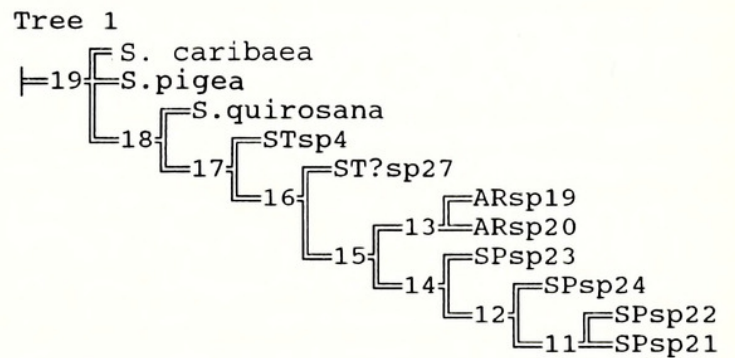 Tree 1
S. caribaea
19 S.pigea
S.quirosana
18 STsp4
17 ST?sp27
16 ARsp19
13 ARsp20
15 SPsp23
14 SPsp24
12 SPsp22
11 SPsp21